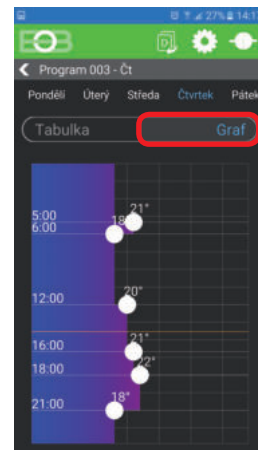 27% 14:17
EOB
Program 003 - Čt
Pondělí Úterý Středa Čtvrtek Pátek
Tabulka Graf
5:00 21°
6:00 18°
12:00 20°
16:00 21°
18:00 22°
21:00 18°